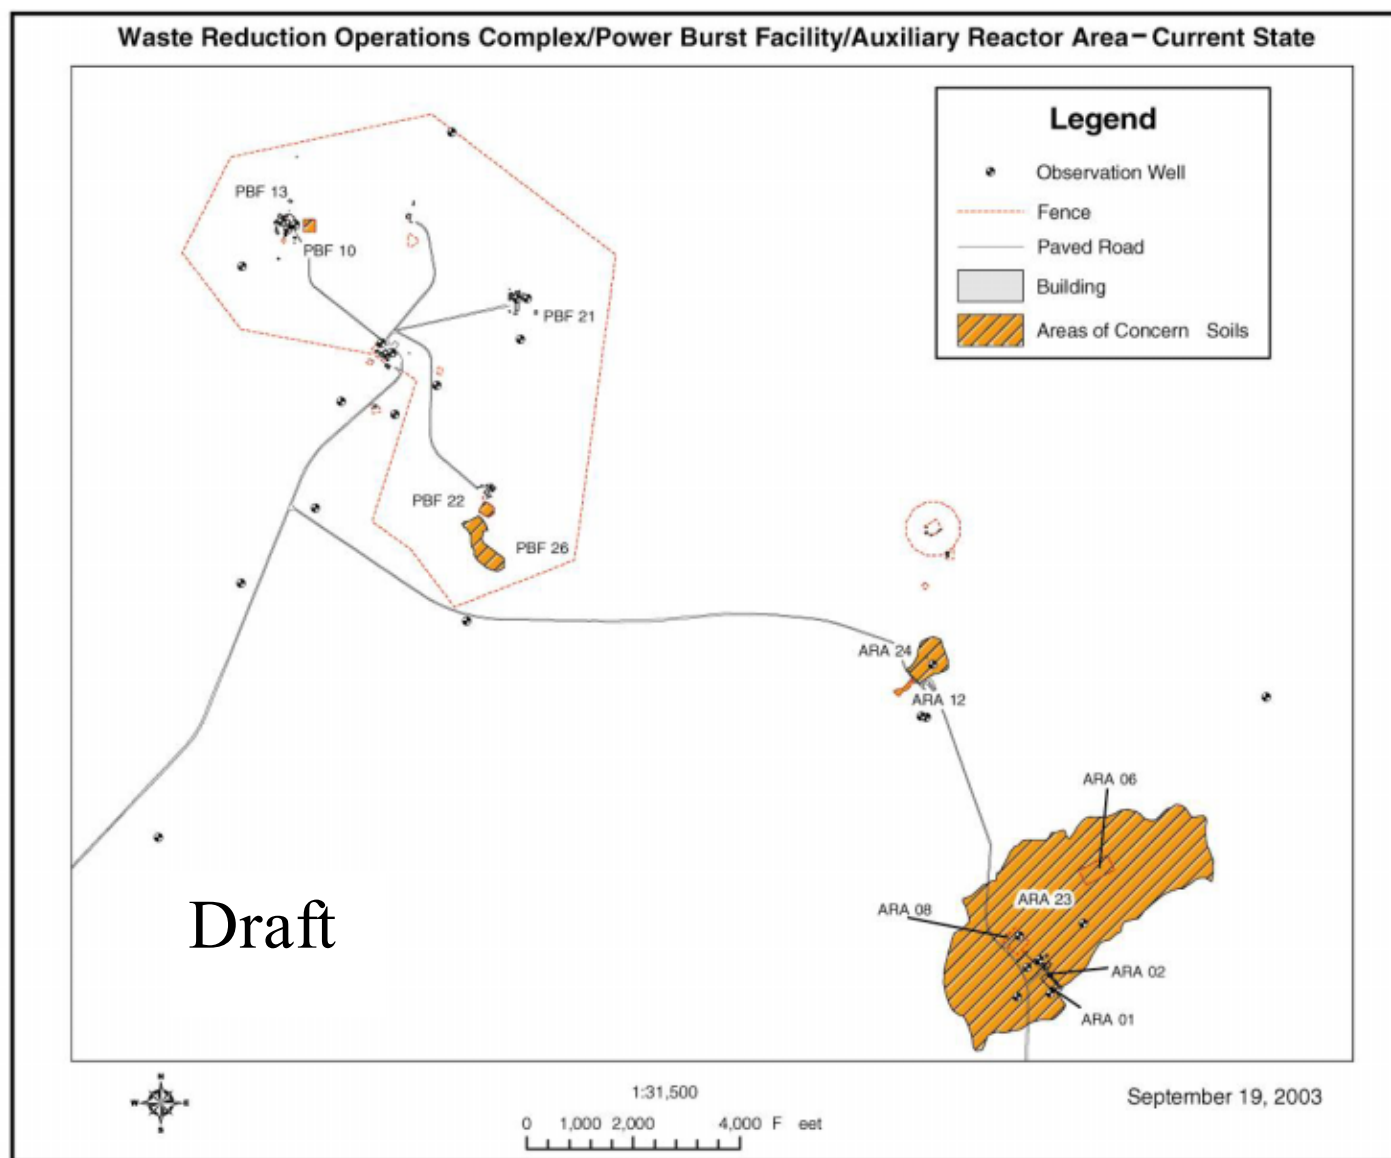 Waste Reduction Operations Complex/Power Burst Facility/Auxiliary Reactor Area–Current State
Legend
Observation Well
Fence
Paved Road
Building
Areas of Concern Soils
PBF 13
PBF 10
PBF 21
PBF 22
PBF 26
ARA 24
ARA 12
ARA 06
ARA 23
ARA 08
ARA 02
ARA 01
Draft
N
W E
S
1:31,500
0 1,000 2,000 4,000 F eet
September 19, 2003